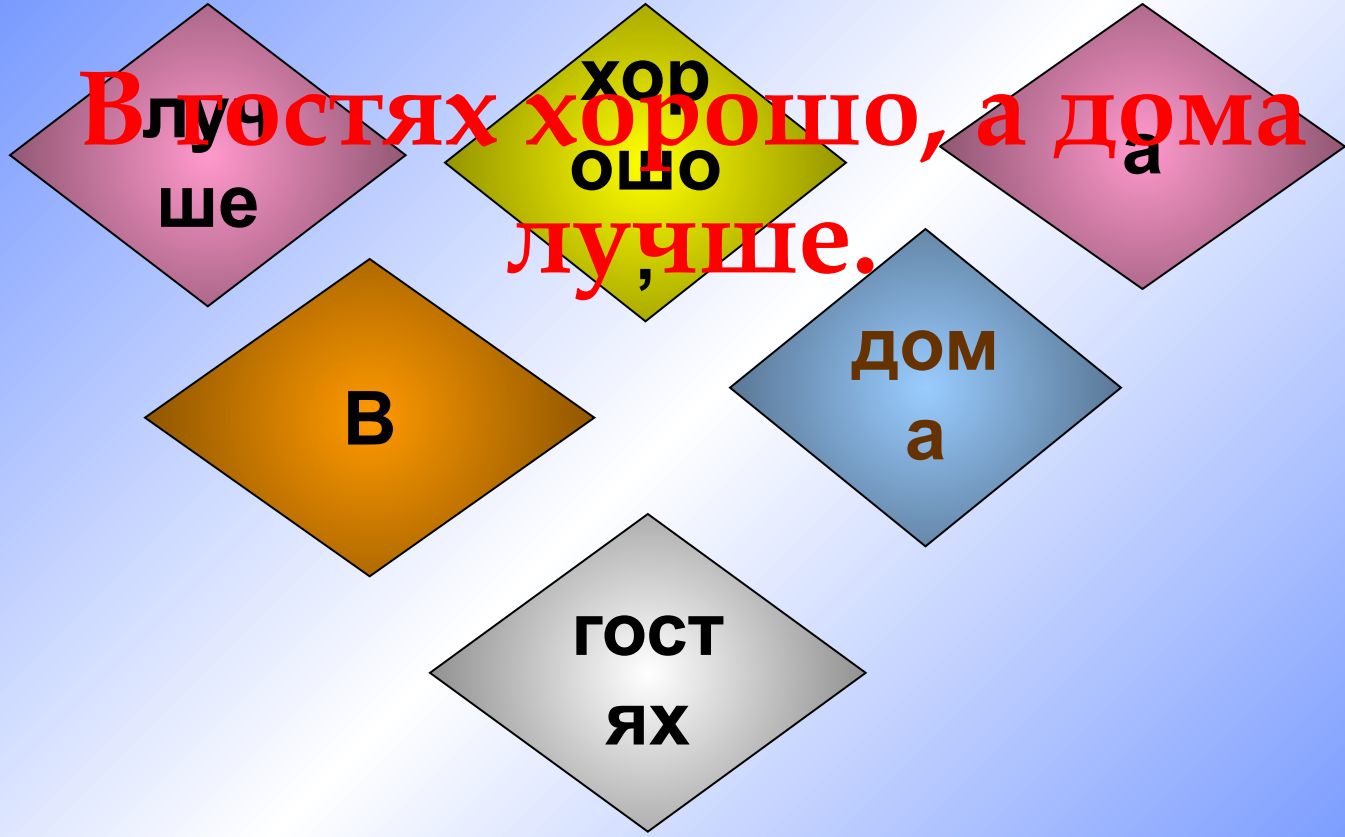 В гостях хорошо, а дома
лучше.
луч
ше
хор
ошо
,
а
В
дом
а
гост
ях